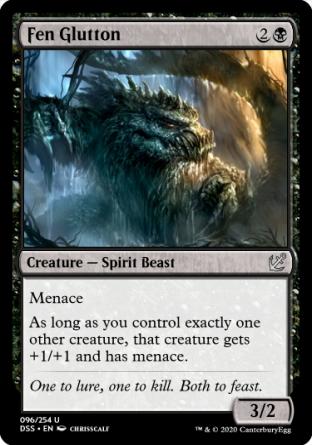 Fen Glutton 2
Creature — Spirit Beast
Menace
As long as you control exactly one
other creature, that creature gets
+1/+1 and has menace.
One to lure, one to kill. Both to feast.
3/2
096/254 U
DSS • EN CHRISSCALF ™ & © 2020 CanterburyEgg